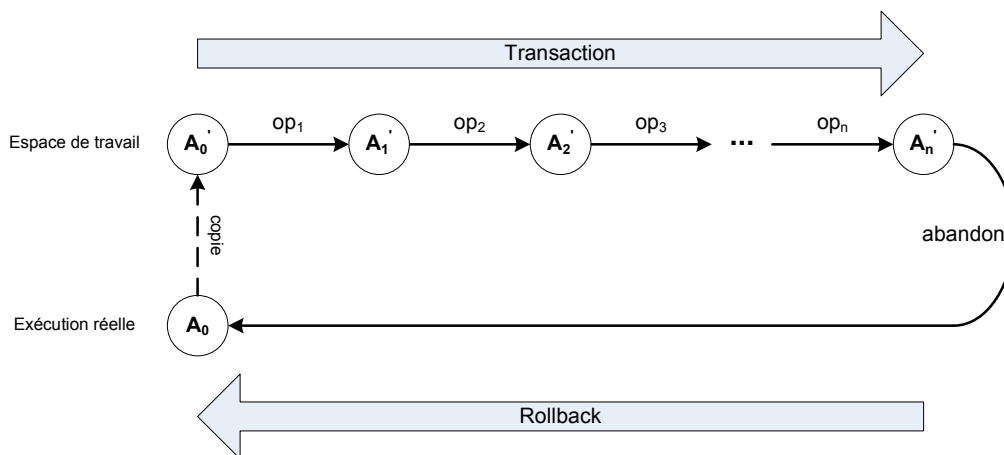 Transaction
op₁ op₂ op₃ opₙ
Espace de travail A₀' A₁' A₂' ... Aₙ'
copie
abandon
Exécution réelle A₀
Rollback